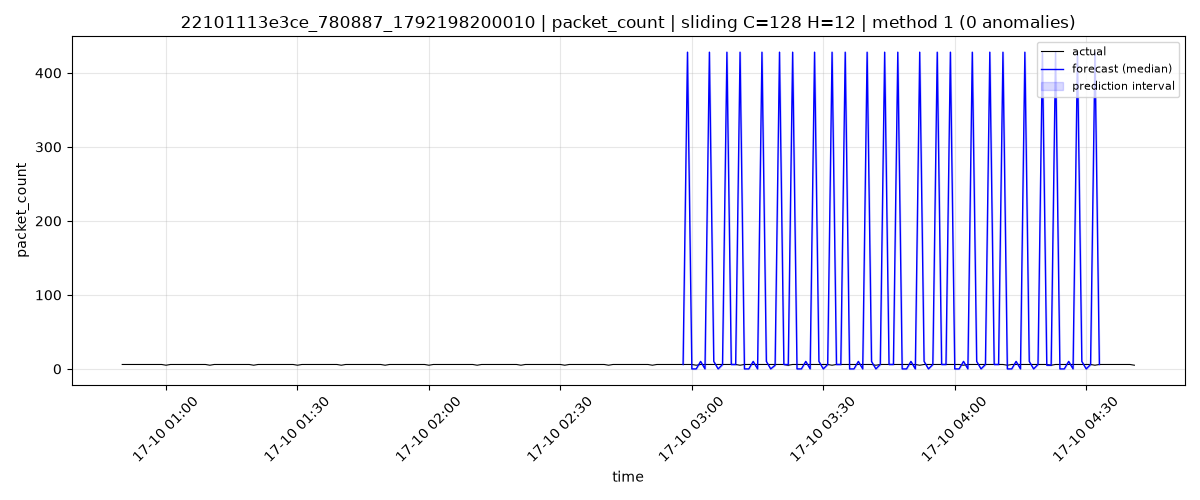 22101113e3ce_780887_1792198200010 | packet_count | sliding C=128 H=12 | method 1 (0 anomalies)
actual
forecast (median)
prediction interval
packet_count
400
300
200
100
0
17-10 01:00
17-10 01:30
17-10 02:00
17-10 02:30
17-10 03:00
17-10 03:30
17-10 04:00
17-10 04:30
time